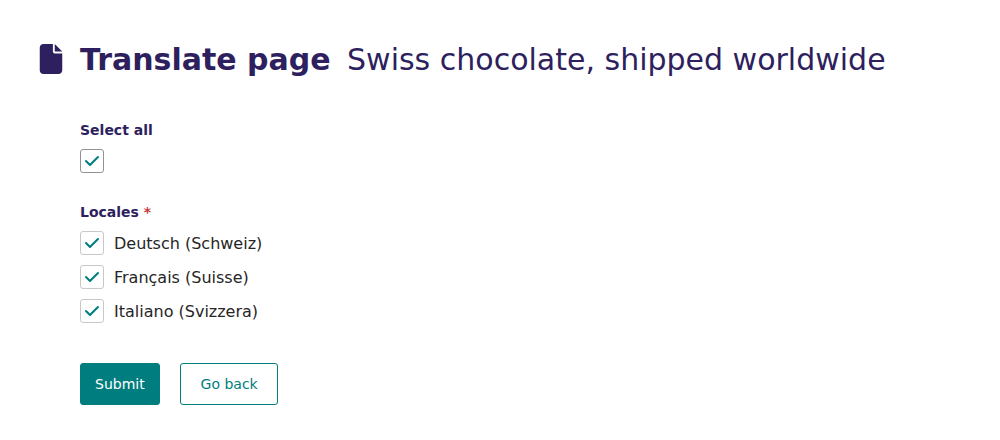 Translate page Swiss chocolate, shipped worldwide
Select all
Locales *
Deutsch (Schweiz)
Français (Suisse)
Italiano (Svizzera)
Submit Go back